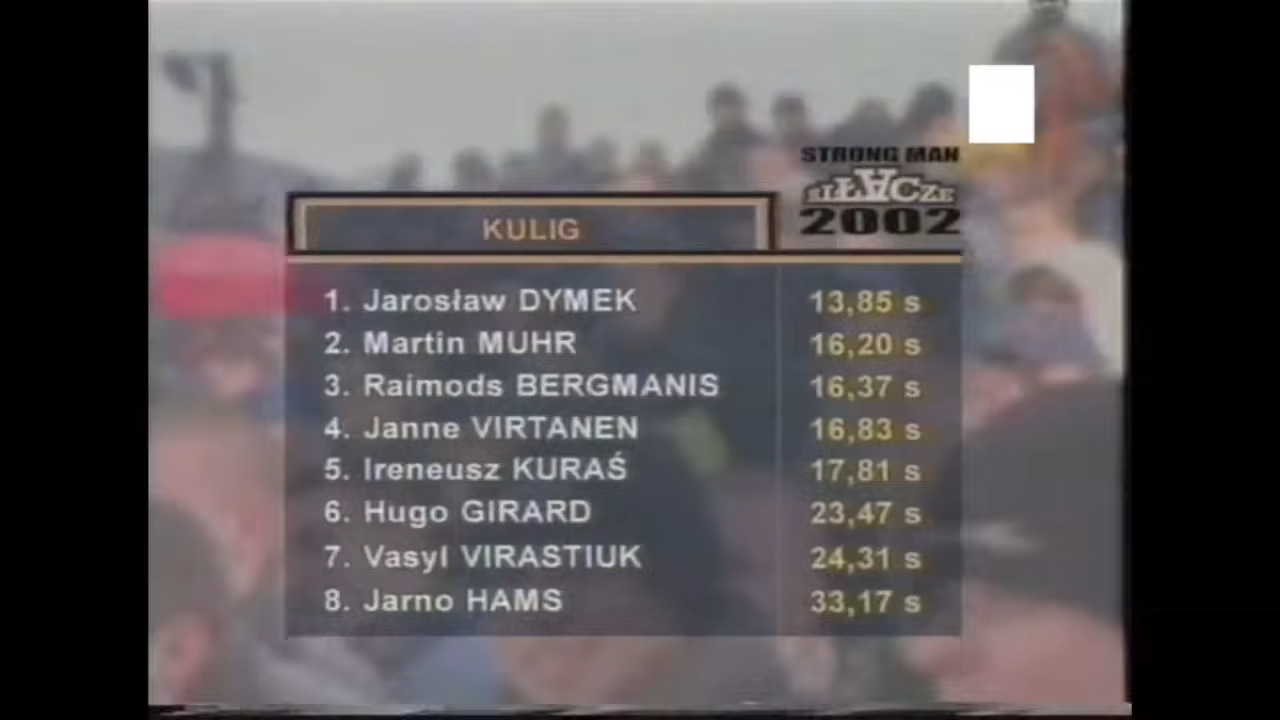 STRONG MAN
SIŁACZE
2002
KULIG
1. Jarosław DYMEK 13,85 s
2. Martin MUHR 16,20 s
3. Raimods BERGMANIS 16,37 s
4. Janne VIRTANEN 16,83 s
5. Ireneusz KURAŚ 17,81 s
6. Hugo GIRARD 23,47 s
7. Vasyl VIRASTIUK 24,31 s
8. Jarno HAMS 33,17 s